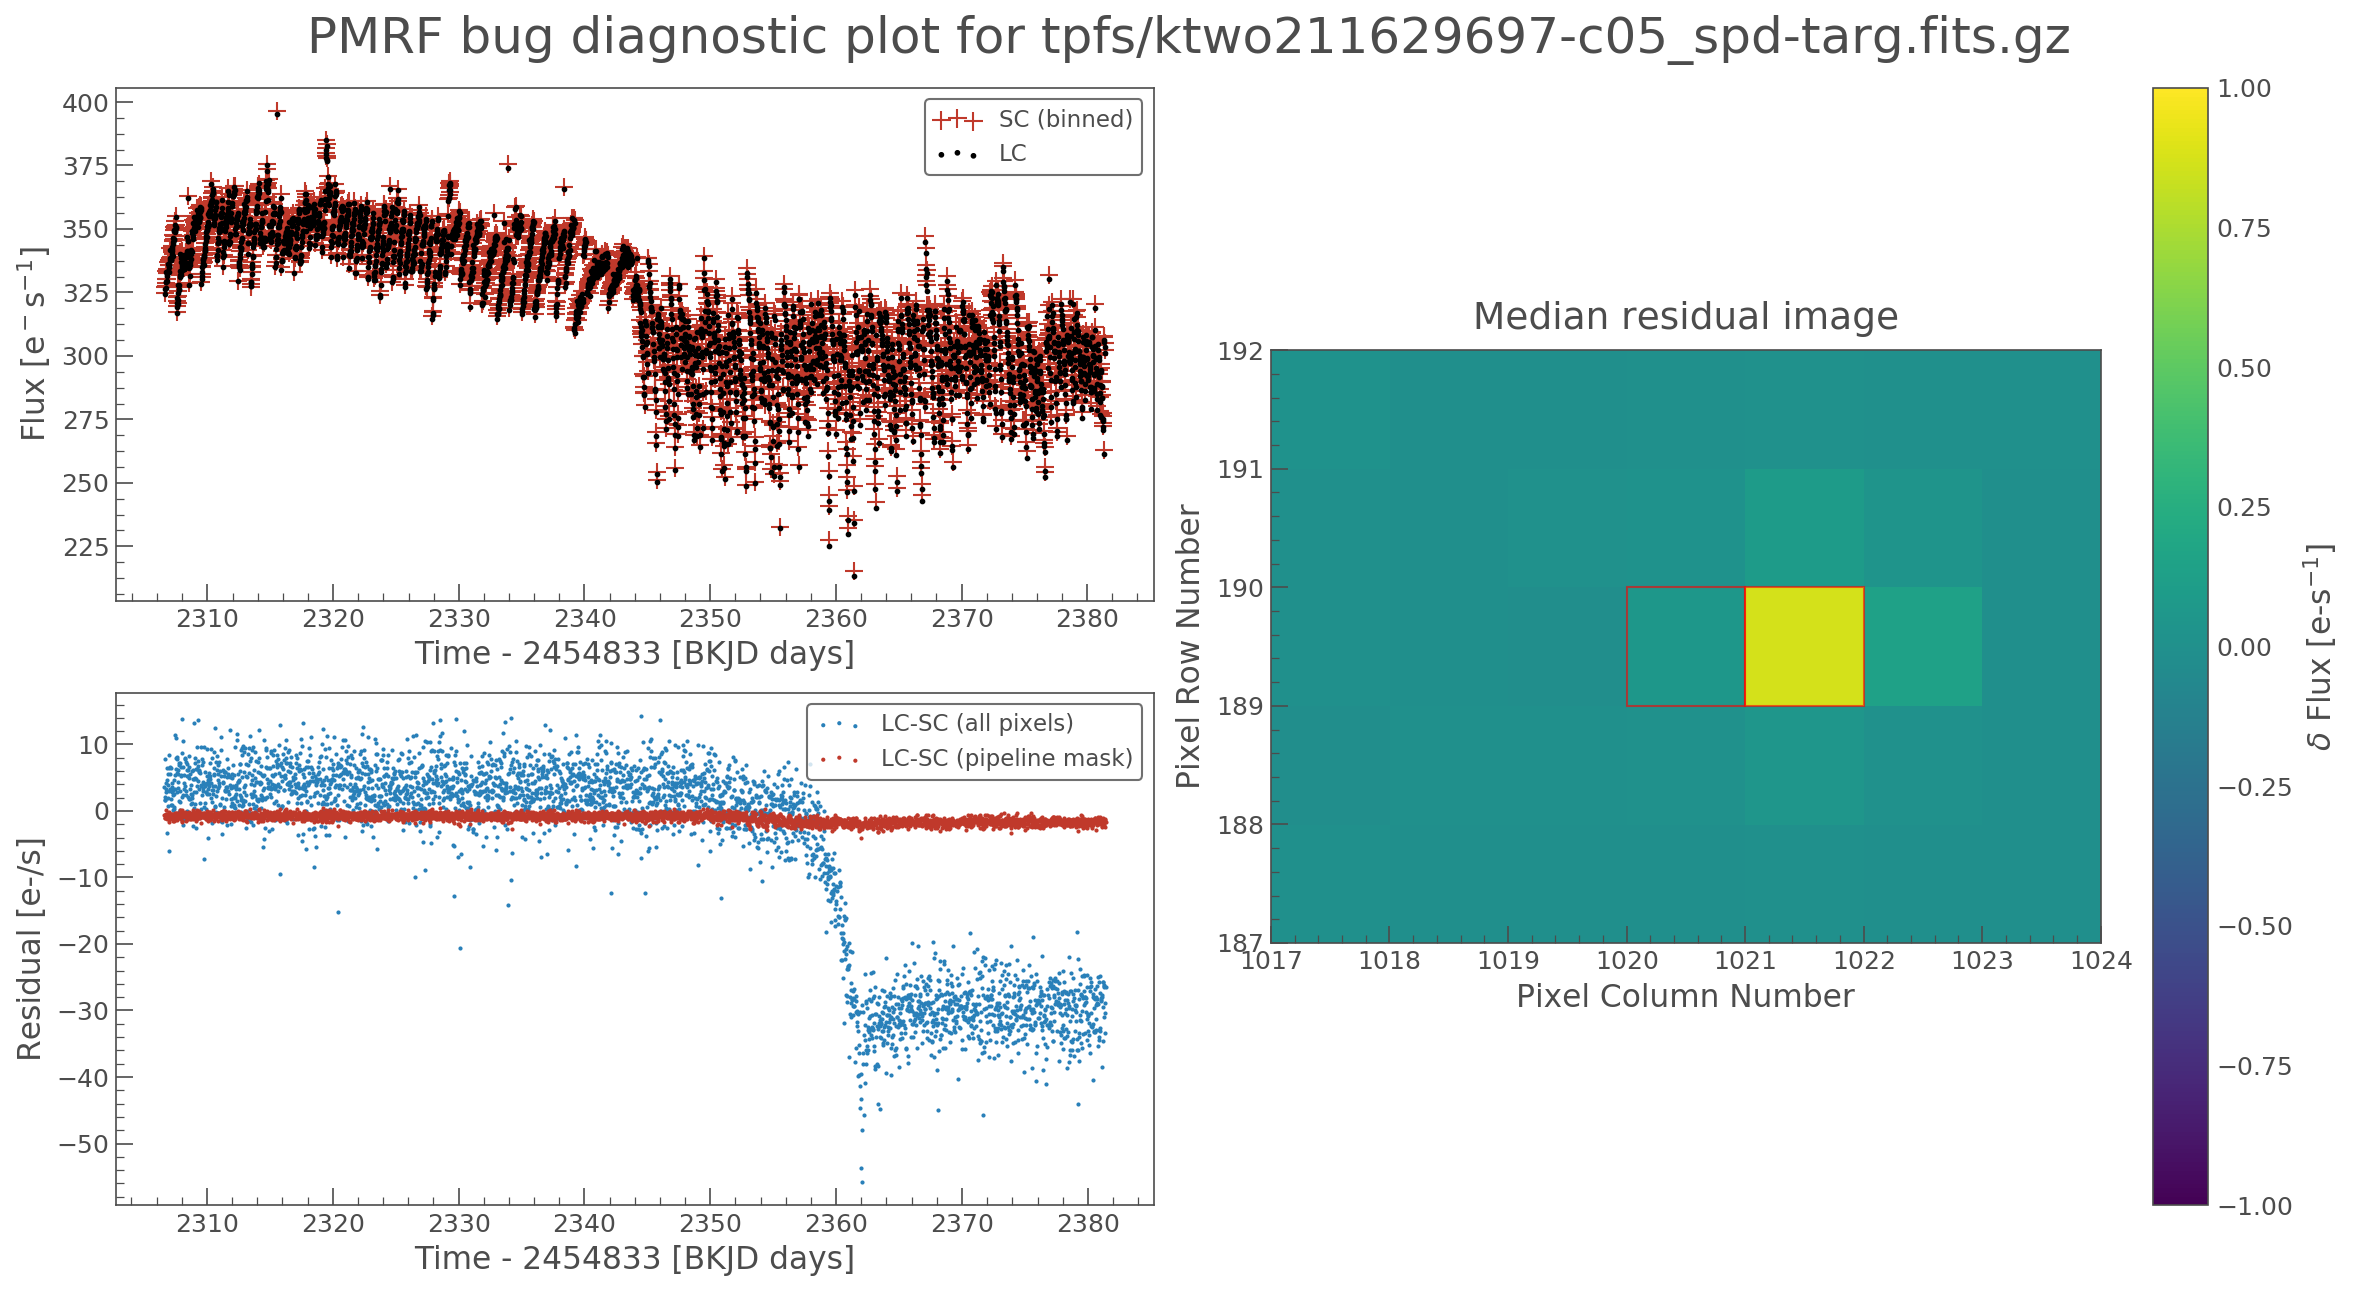 PMRF bug diagnostic plot for tpfs/ktwo211629697-c05_spd-targ.fits.gz
400
375
350
325
300
275
250
225
Flux [e⁻ s⁻¹]
SC (binned)
LC
2310 2320 2330 2340 2350 2360 2370 2380
Time - 2454833 [BKJD days]
10
0
−10
−20
−30
−40
−50
Residual [e-/s]
LC-SC (all pixels)
LC-SC (pipeline mask)
2310 2320 2330 2340 2350 2360 2370 2380
Time - 2454833 [BKJD days]
Median residual image
192
191
190
189
188
187
Pixel Row Number
1017 1018 1019 1020 1021 1022 1023 1024
Pixel Column Number
1.00
0.75
0.50
0.25
0.00
−0.25
−0.50
−0.75
−1.00
δ Flux [e-s⁻¹]